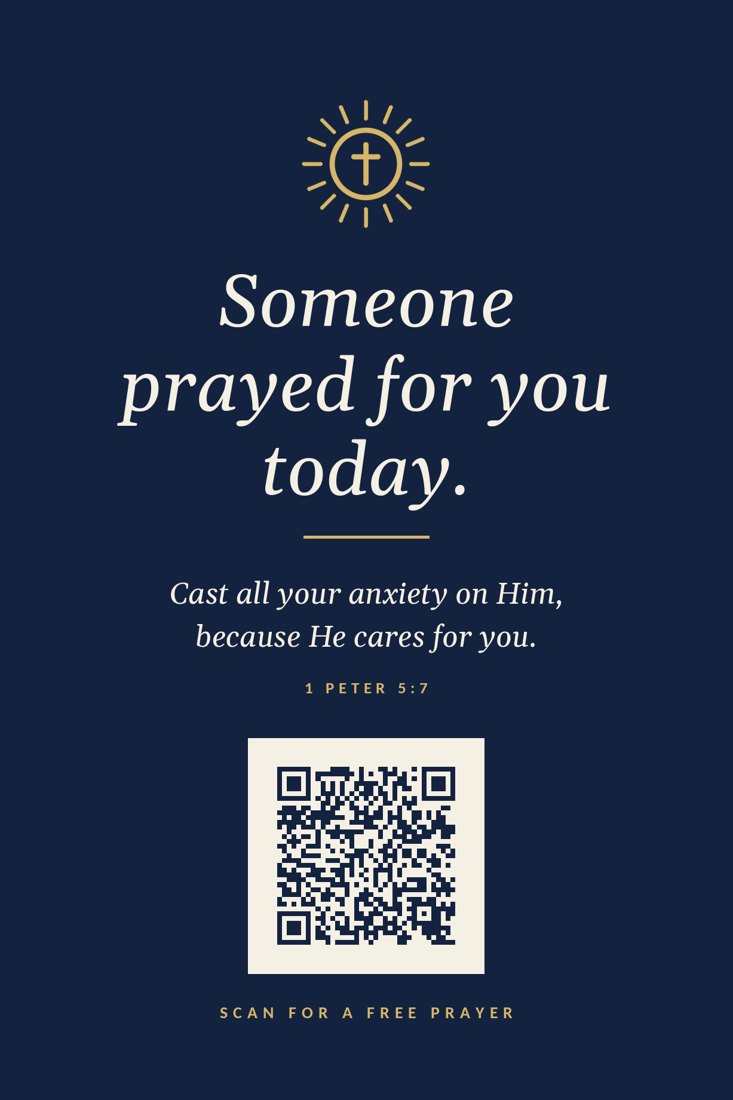 Someone
prayed for you
today.
Cast all your anxiety on Him,
because He cares for you.
1 PETER 5:7
SCAN FOR A FREE PRAYER